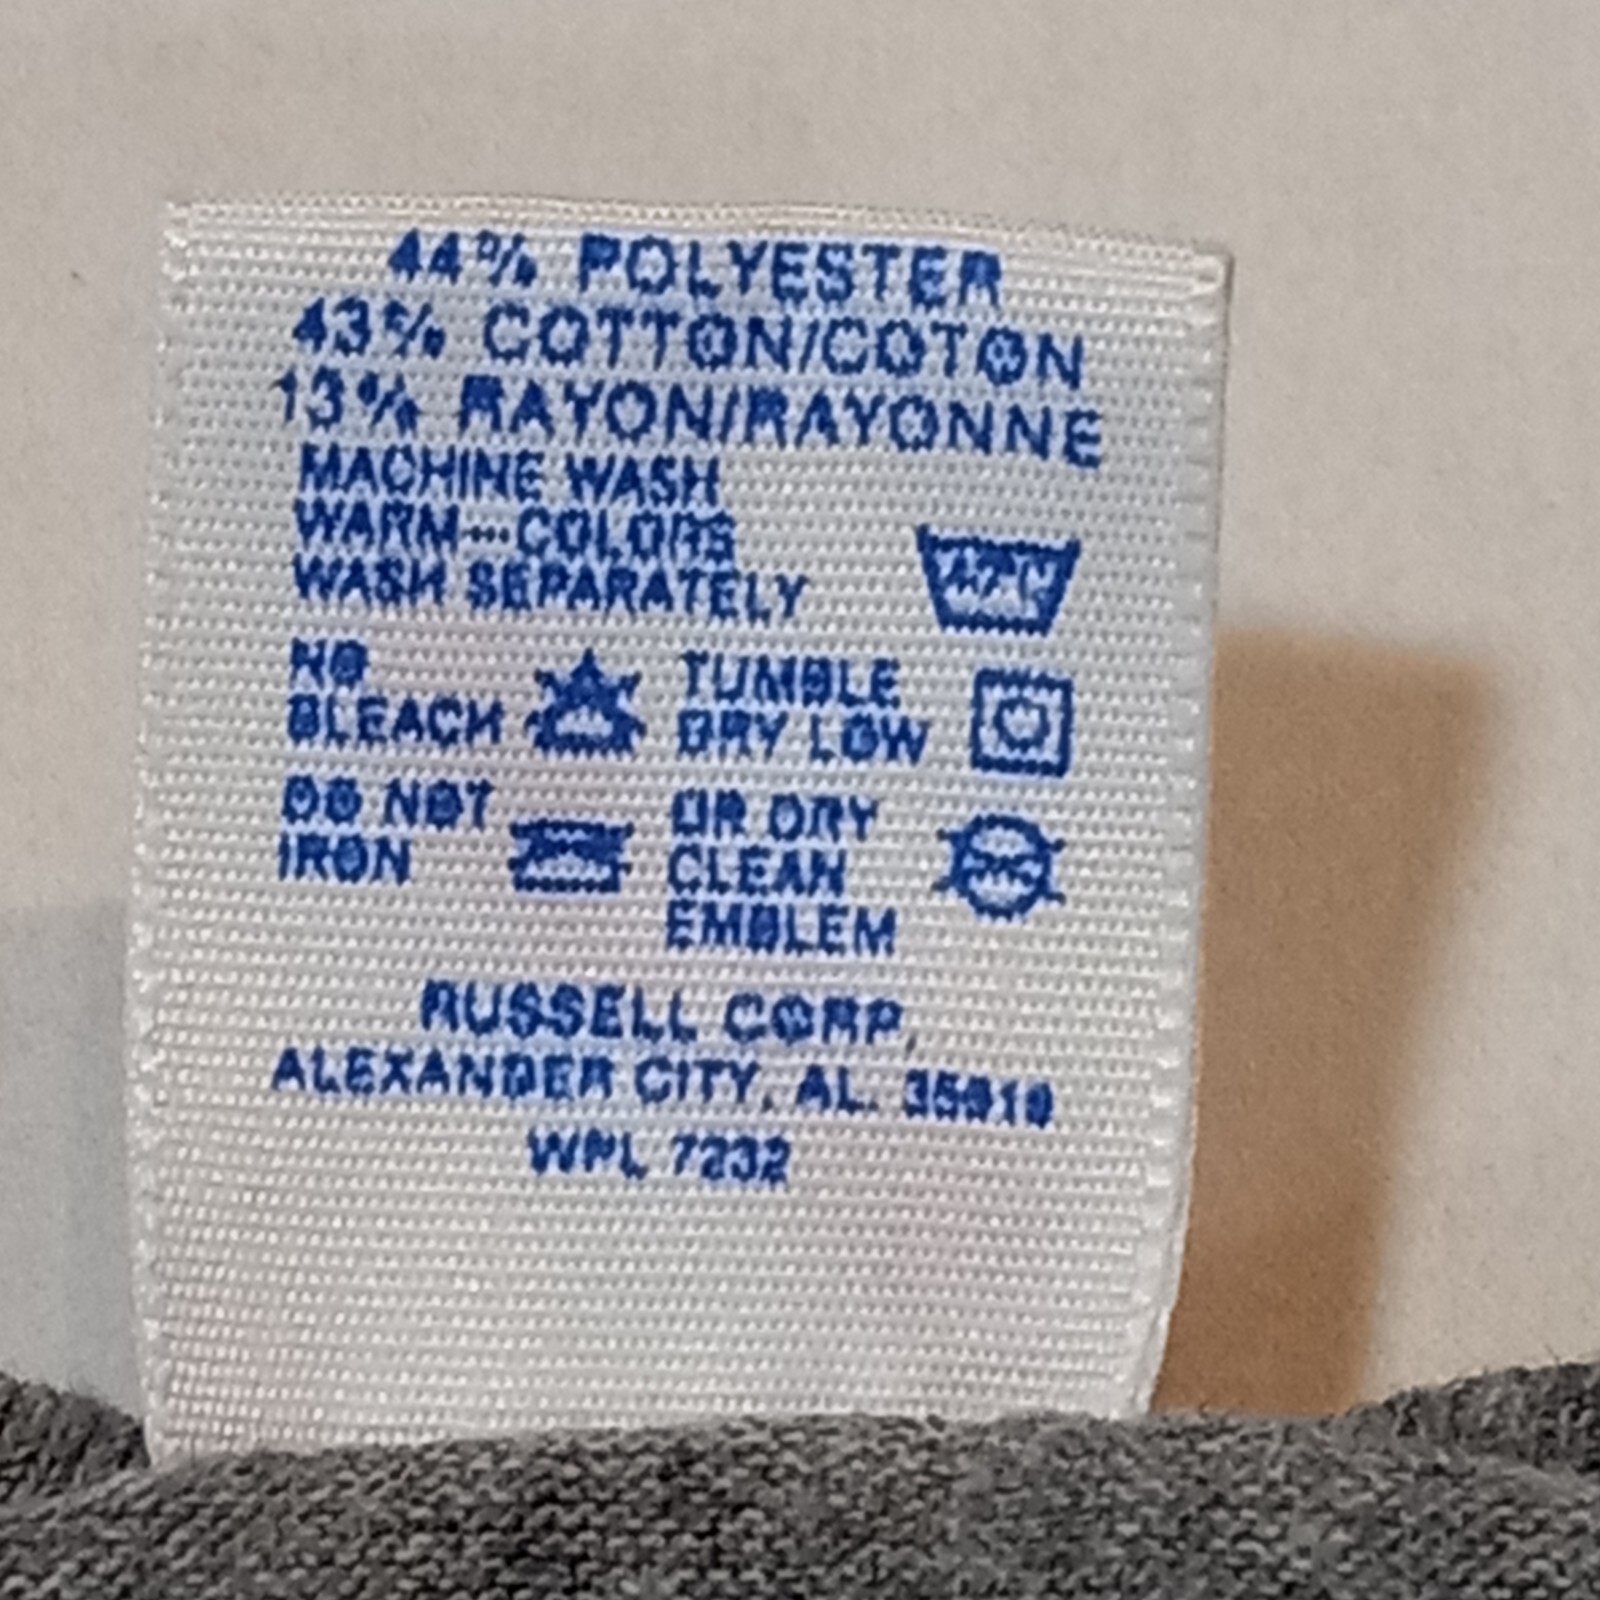 44% POLYESTER
43% COTTON/COTON
13% RAYON/RAYONNE
MACHINE WASH
WARM---COLORS
WASH SEPARATELY
NO
BLEACH
TUMBLE
DRY LOW
DO NOT
IRON
OR DRY
CLEAN
EMBLEM
RUSSELL CORP.
ALEXANDER CITY, AL.
WPL 7232